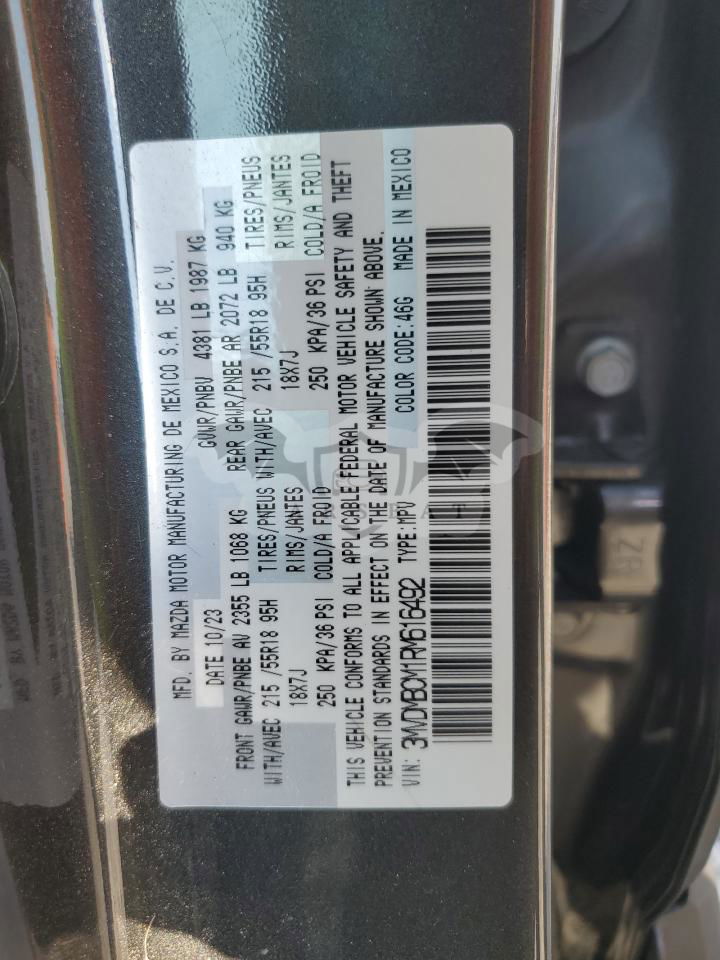 MFD. BY MAZDA MOTOR MANUFACTURING DE MEXICO S.A. DE C.V.
DATE 10/23 GVWR/PNBV 4381 LB 1987 KG
FRONT GAWR/PNBE AV 2355 LB 1068 KG REAR GAWR/PNBE AR 2072 LB 940 KG
WITH/AVEC 215 /55R18 95H TIRES/PNEUS WITH/AVEC 215 /55R18 95H TIRES/PNEUS
18X7J RIMS/JANTES 18X7J RIMS/JANTES
250 KPA/36 PSI COLD/A FROID 250 KPA/36 PSI COLD/A FROID
THIS VEHICLE CONFORMS TO ALL APPLICABLE FEDERAL MOTOR VEHICLE SAFETY AND THEFT
PREVENTION STANDARDS IN EFFECT ON THE DATE OF MANUFACTURE SHOWN ABOVE.
VIN: 3MVDMBCM1RM616492 TYPE:MPV COLOR CODE:46G MADE IN MEXICO
ZR